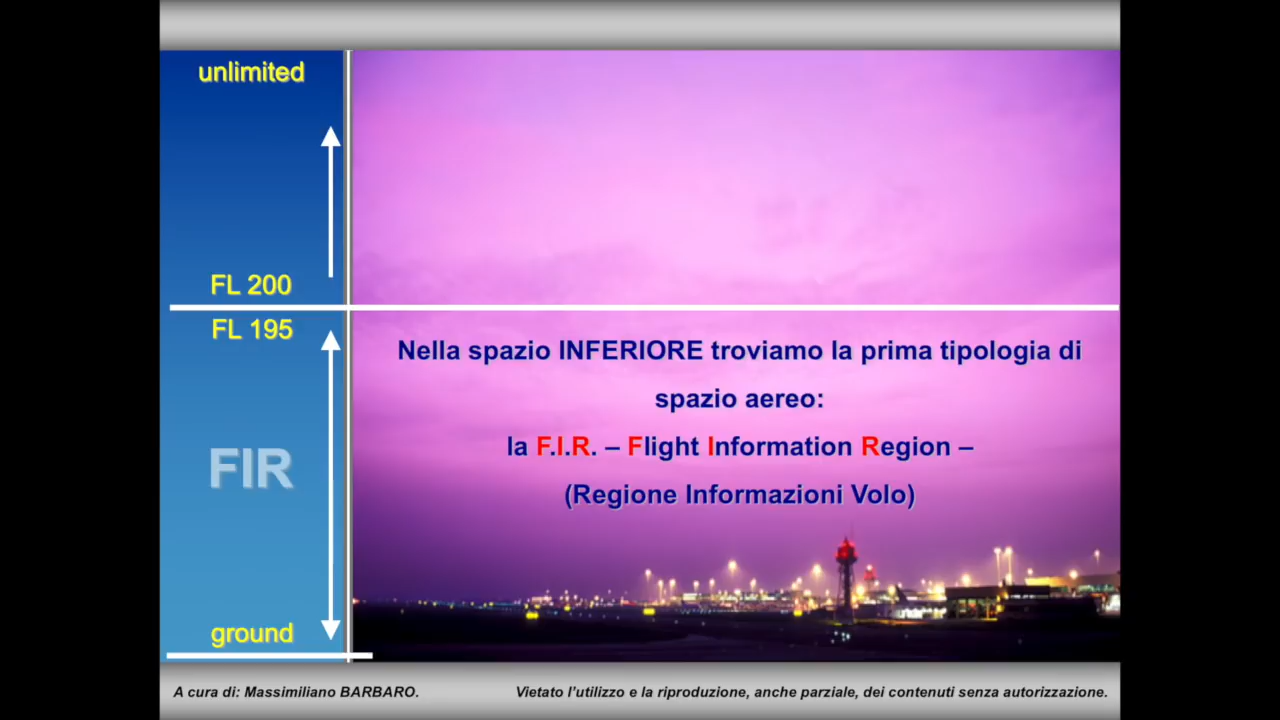 unlimited
FL 200
FL 195
FIR
ground
Nella spazio INFERIORE troviamo la prima tipologia di
spazio aereo:
la F.I.R. – Flight Information Region –
(Regione Informazioni Volo)
A cura di: Massimiliano BARBARO.
Vietato l'utilizzo e la riproduzione, anche parziale, dei contenuti senza autorizzazione.